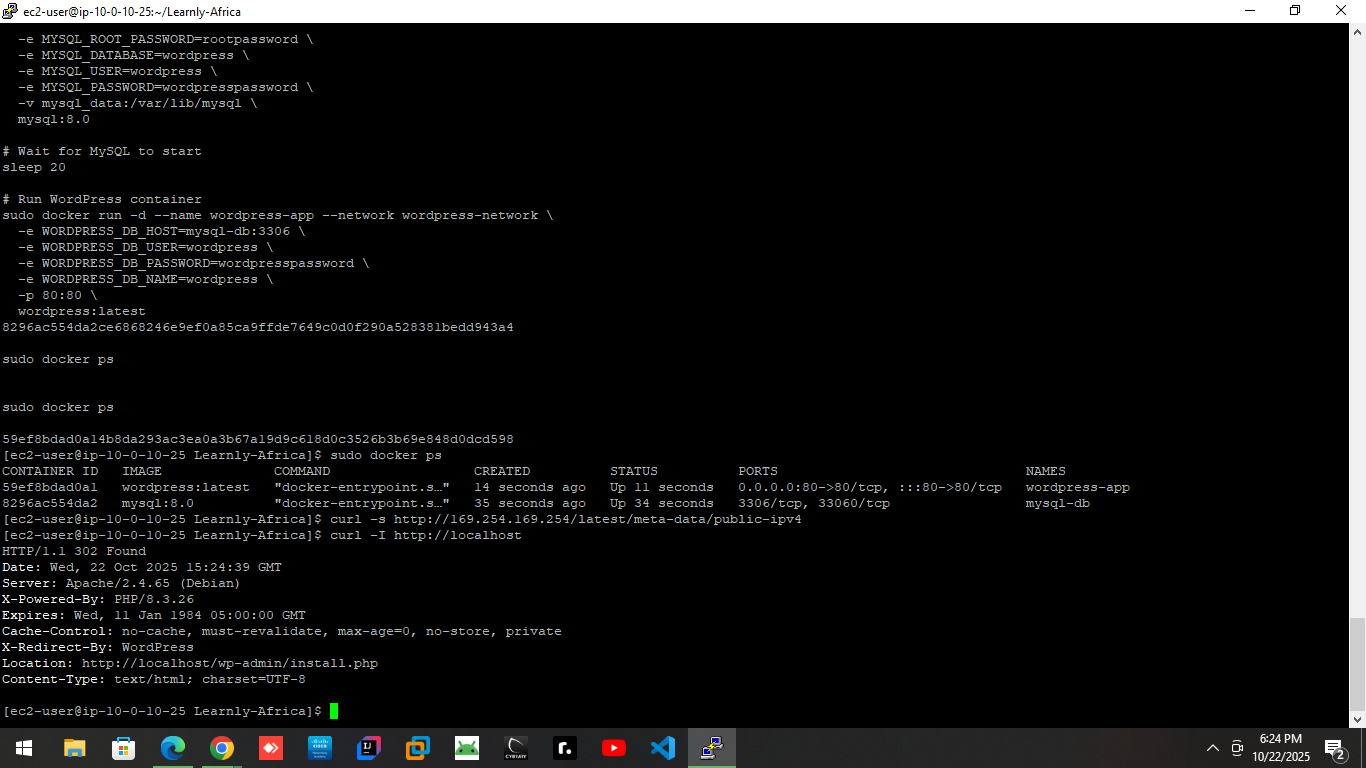 ec2-user@ip-10-0-10-25:~/Learnly-Africa
  -e MYSQL_ROOT_PASSWORD=rootpassword \
  -e MYSQL_DATABASE=wordpress \
  -e MYSQL_USER=wordpress \
  -e MYSQL_PASSWORD=wordpresspassword \
  -v mysql_data:/var/lib/mysql \
  mysql:8.0
# Wait for MySQL to start
sleep 20
# Run WordPress container
sudo docker run -d --name wordpress-app --network wordpress-network \
  -e WORDPRESS_DB_HOST=mysql-db:3306 \
  -e WORDPRESS_DB_USER=wordpress \
  -e WORDPRESS_DB_PASSWORD=wordpresspassword \
  -e WORDPRESS_DB_NAME=wordpress \
  -p 80:80 \
  wordpress:latest
8296ac554da2ce6868246e9ef0a85ca9ffde7649c0d0f290a528381bedd943a4
sudo docker ps
sudo docker ps
59ef8bdad0a14b8da293ac3ea0a3b67a19d9c618d0c3526b3b69e848d0dcd598
[ec2-user@ip-10-0-10-25 Learnly-Africa]$ sudo docker ps
CONTAINER ID   IMAGE              COMMAND                  CREATED          STATUS          PORTS                               NAMES
59ef8bdad0a1   wordpress:latest   "docker-entrypoint.s…"   14 seconds ago   Up 11 seconds   0.0.0.0:80->80/tcp, :::80->80/tcp   wordpress-app
8296ac554da2   mysql:8.0          "docker-entrypoint.s…"   35 seconds ago   Up 34 seconds   3306/tcp, 33060/tcp                 mysql-db
[ec2-user@ip-10-0-10-25 Learnly-Africa]$ curl -s http://169.254.169.254/latest/meta-data/public-ipv4
[ec2-user@ip-10-0-10-25 Learnly-Africa]$ curl -I http://localhost
HTTP/1.1 302 Found
Date: Wed, 22 Oct 2025 15:24:39 GMT
Server: Apache/2.4.65 (Debian)
X-Powered-By: PHP/8.3.26
Expires: Wed, 11 Jan 1984 05:00:00 GMT
Cache-Control: no-cache, must-revalidate, max-age=0, no-store, private
X-Redirect-By: WordPress
Location: http://localhost/wp-admin/install.php
Content-Type: text/html; charset=UTF-8
[ec2-user@ip-10-0-10-25 Learnly-Africa]$
6:24 PM
10/22/2025
2